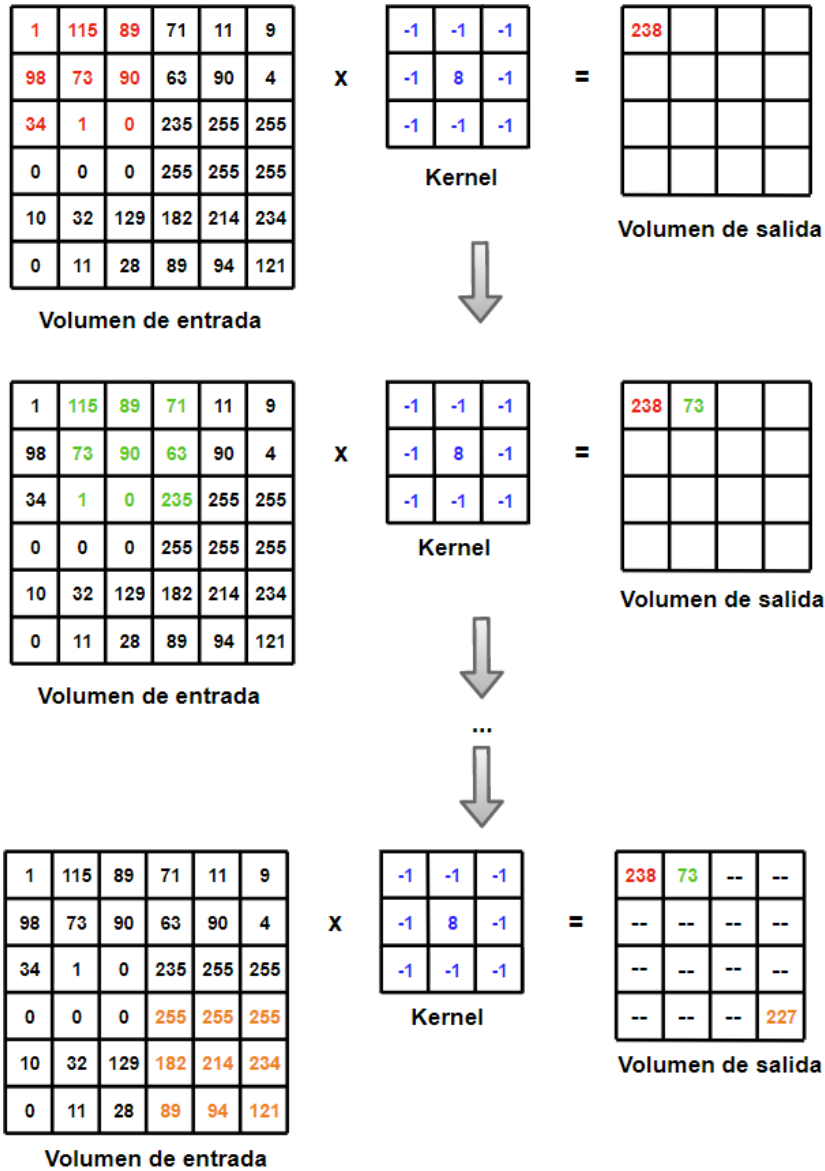 1 115 89 71 11 9 -1 -1 -1 238
98 73 90 63 90 4 x -1 8 -1 =
34 1 0 235 255 255 -1 -1 -1
0 0 0 255 255 255 Kernel
10 32 129 182 214 234 Volumen de salida
0 11 28 89 94 121
Volumen de entrada
1 115 89 71 11 9 -1 -1 -1 238 73
98 73 90 63 90 4 x -1 8 -1 =
34 1 0 235 255 255 -1 -1 -1
0 0 0 255 255 255 Kernel
10 32 129 182 214 234 Volumen de salida
0 11 28 89 94 121
Volumen de entrada
...
1 115 89 71 11 9 -1 -1 -1 238 73 -- --
98 73 90 63 90 4 x -1 8 -1 = -- -- -- --
34 1 0 235 255 255 -1 -1 -1 -- -- -- --
0 0 0 255 255 255 Kernel -- -- -- 227
10 32 129 182 214 234 Volumen de salida
0 11 28 89 94 121
Volumen de entrada